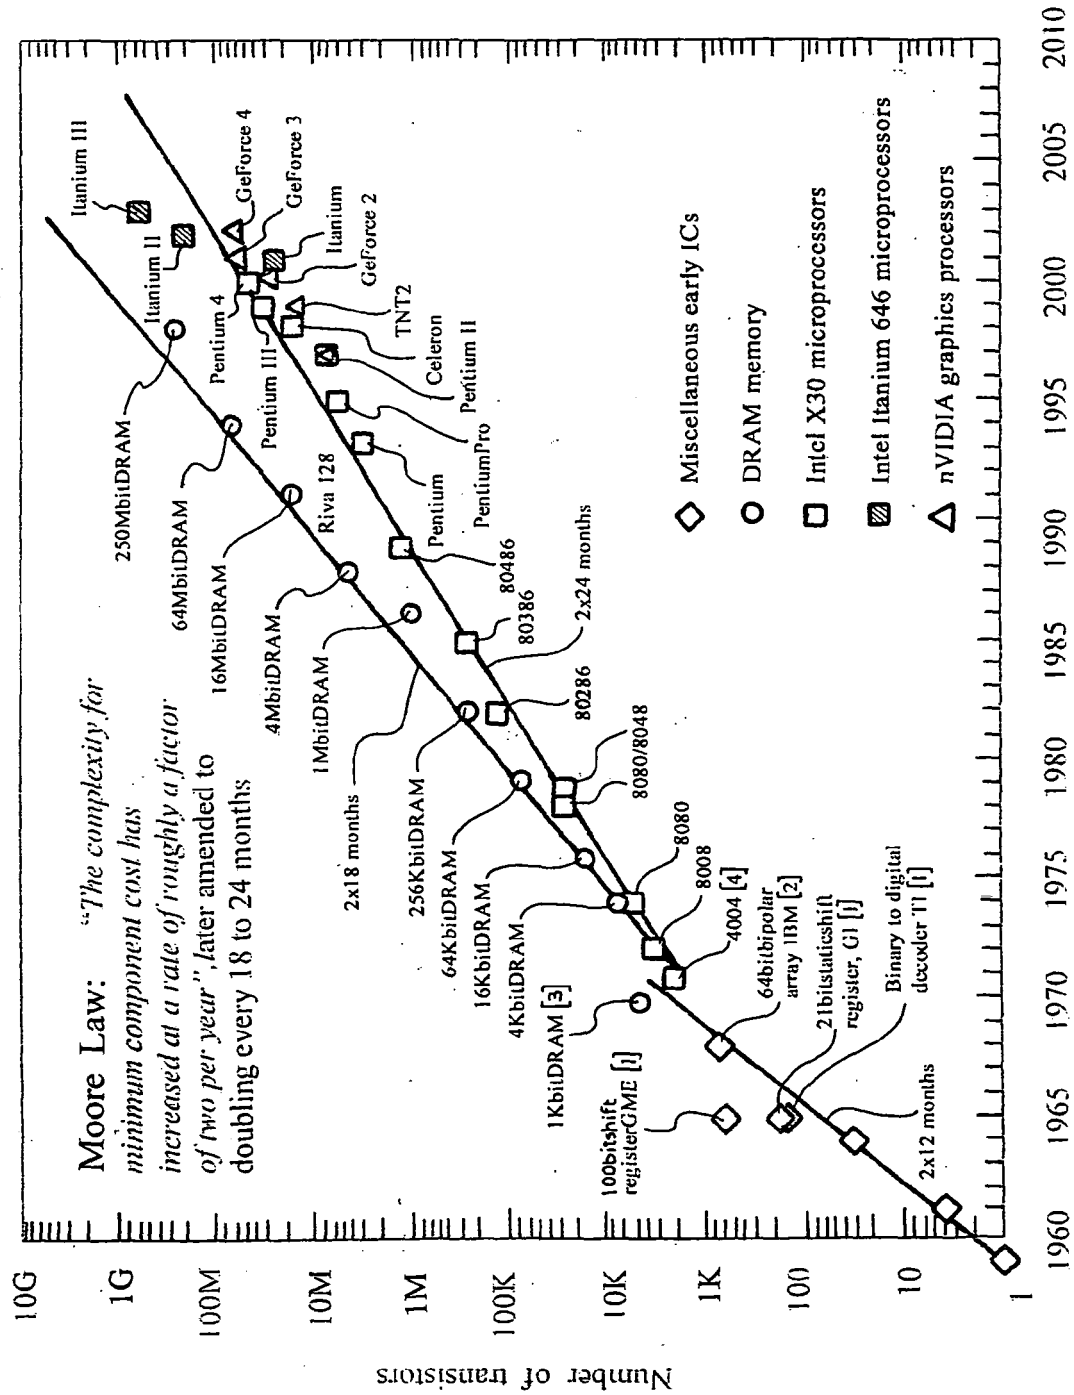 Moore Law: "The complexity for
minimum component cost has
increased at a rate of roughly a factor
of two per year", later amended to
doubling every 18 to 24 months
Number of transistors
10G
1G
100M
10M
1M
100K
10K
1K
100
10
1
1960
1965
1970
1975
1980
1985
1990
1995
2000
2005
2010
250MbitDRAM
64MbitDRAM
16MbitDRAM
4MbitDRAM
1MbitDRAM
2x18 months
256KbitDRAM
64KbitDRAM
16KbitDRAM
4KbitDRAM
1KbitDRAM [3]
100bitshift
registerGME [1]
Itanium III
Itanium II
GeForce 4
GeForce 3
Pentium 4
Pentium III
Itanium
GeForce 2
TNT2
Celeron
Pentium II
Riva 128
PentiumPro
Pentium
80486
80386
2x24 months
80286
8080/8048
8080
8008
4004 [4]
64bitbipolar
array IBM [2]
21bitstaticshift
register, GI [1]
Binary to digital
decoder TI [1]
2x12 months
Miscellaneous early ICs
DRAM memory
Intel X30 microprocessors
Intel Itanium 646 microprocessors
nVIDIA graphics processors